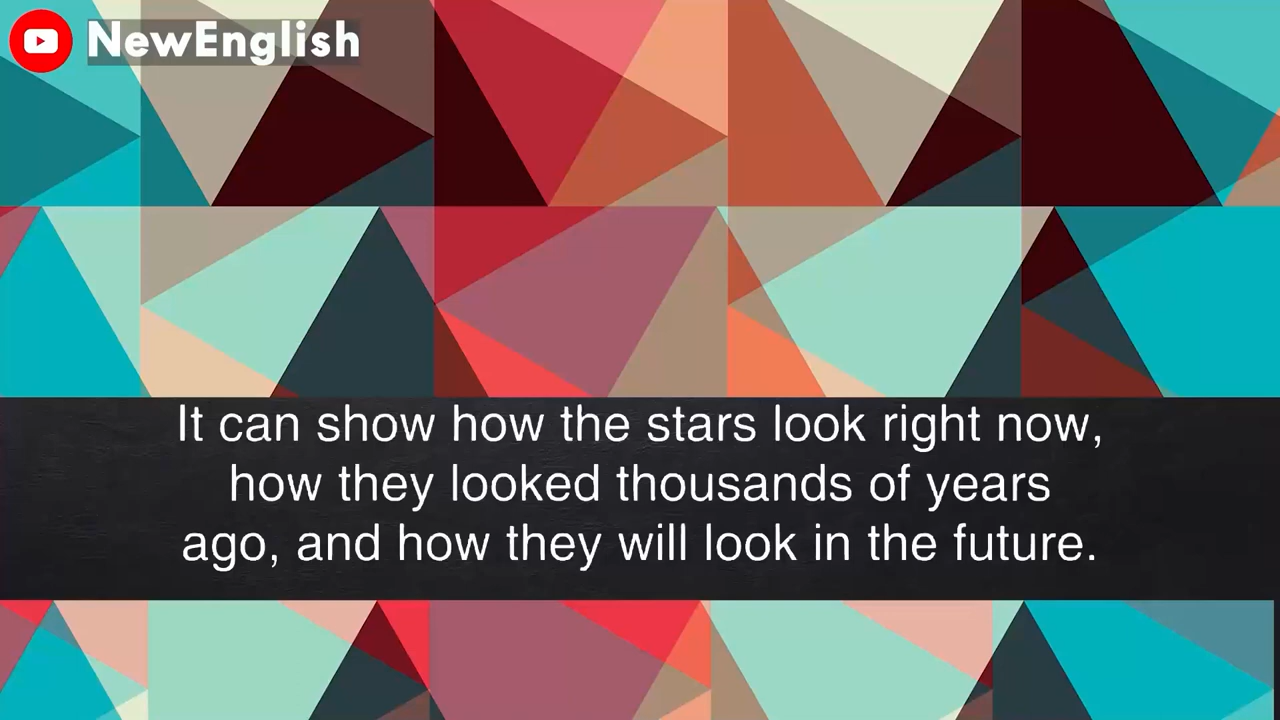 NewEnglish
It can show how the stars look right now,
how they looked thousands of years
ago, and how they will look in the future.